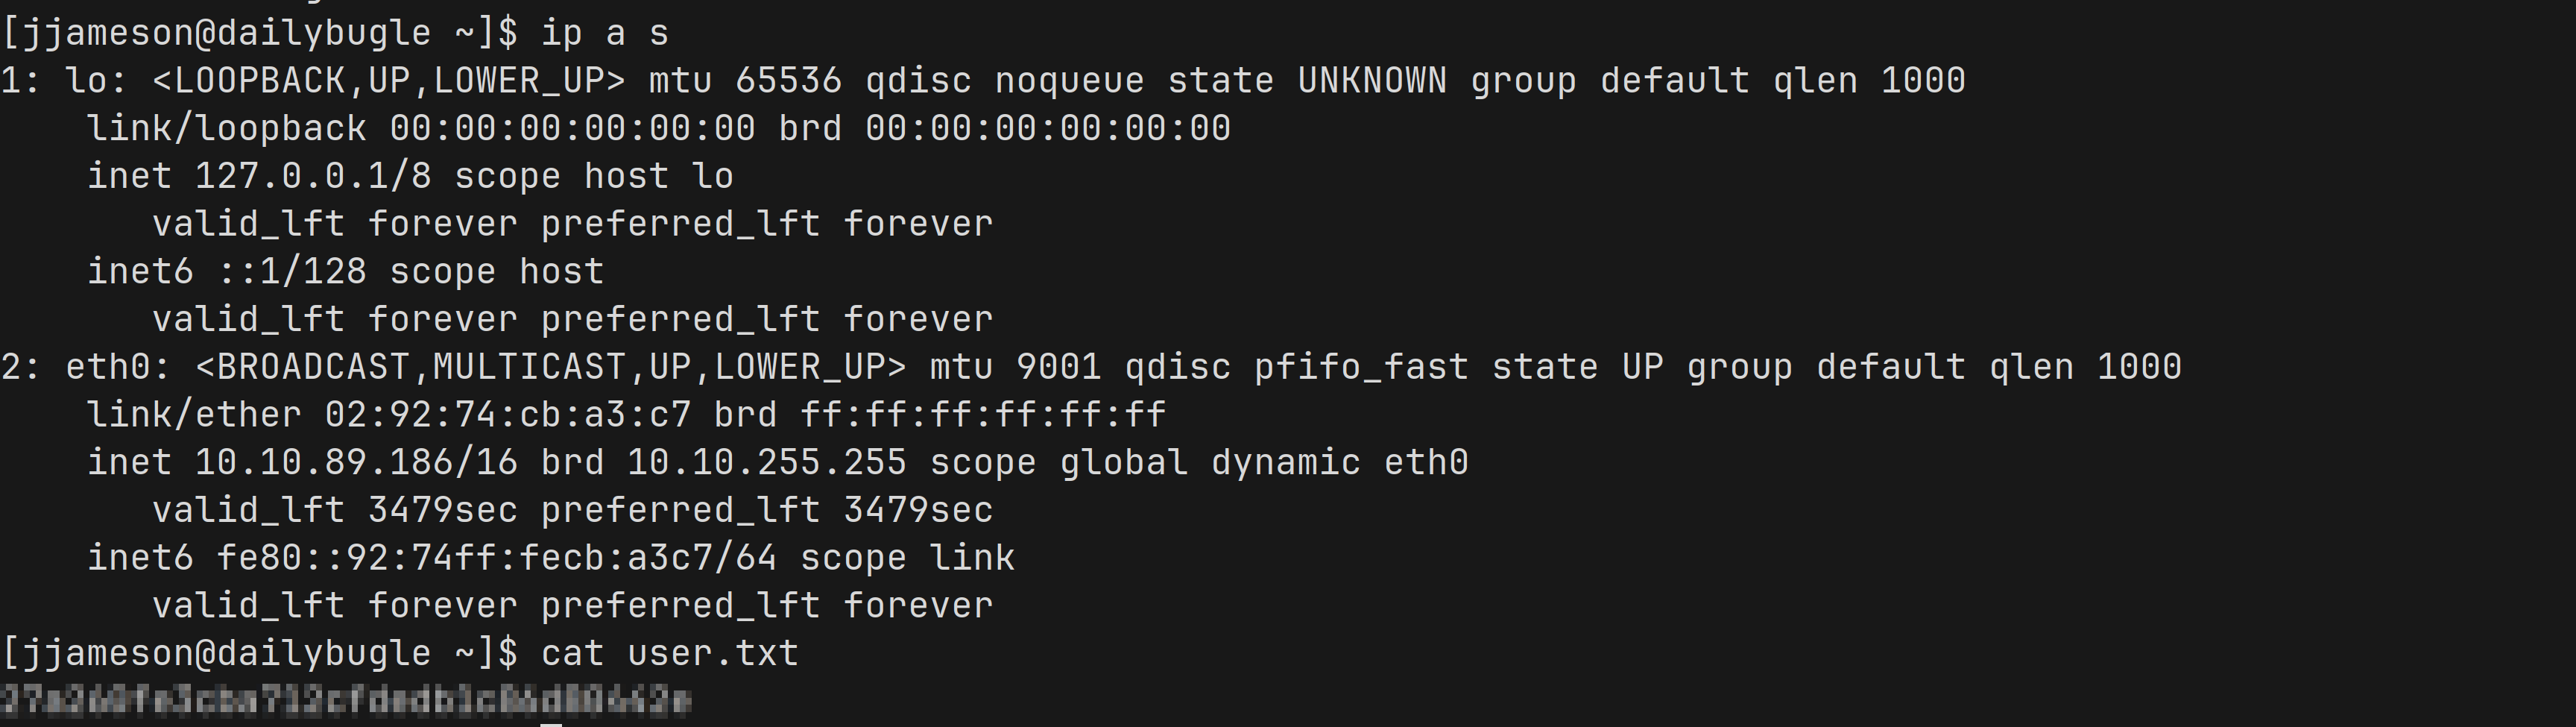 [jjameson@dailybugle ~]$ ip a s
1: lo: <LOOPBACK,UP,LOWER_UP> mtu 65536 qdisc noqueue state UNKNOWN group default qlen 1000
    link/loopback 00:00:00:00:00:00 brd 00:00:00:00:00:00
    inet 127.0.0.1/8 scope host lo
       valid_lft forever preferred_lft forever
    inet6 ::1/128 scope host
       valid_lft forever preferred_lft forever
2: eth0: <BROADCAST,MULTICAST,UP,LOWER_UP> mtu 9001 qdisc pfifo_fast state UP group default qlen 1000
    link/ether 02:92:74:cb:a3:c7 brd ff:ff:ff:ff:ff:ff
    inet 10.10.89.186/16 brd 10.10.255.255 scope global dynamic eth0
       valid_lft 3479sec preferred_lft 3479sec
    inet6 fe80::92:74ff:fecb:a3c7/64 scope link
       valid_lft forever preferred_lft forever
[jjameson@dailybugle ~]$ cat user.txt